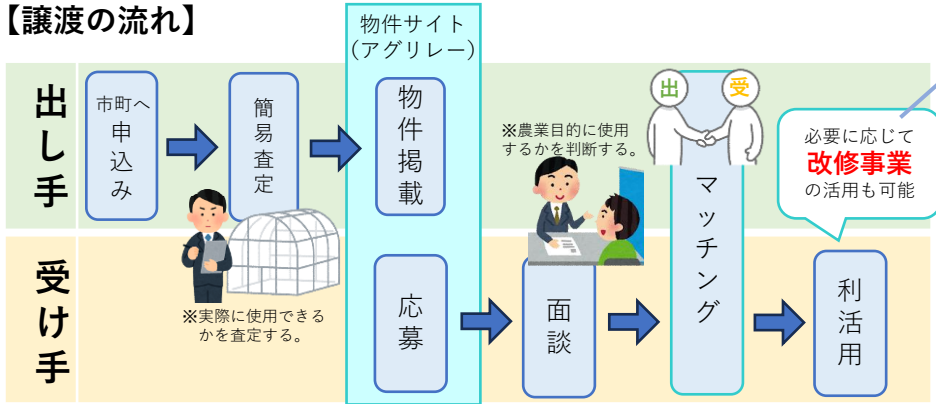 【譲渡の流れ】
物件サイト
(アグリレー)
出し手
市町へ
申込み
簡易査定
物件掲載
※実際に使用できる
かを査定する。
※農業目的に使用
するかを判断する。
出
受
マッチング
必要に応じて
改修事業
の活用も可能
受け手
応募
面談
利活用